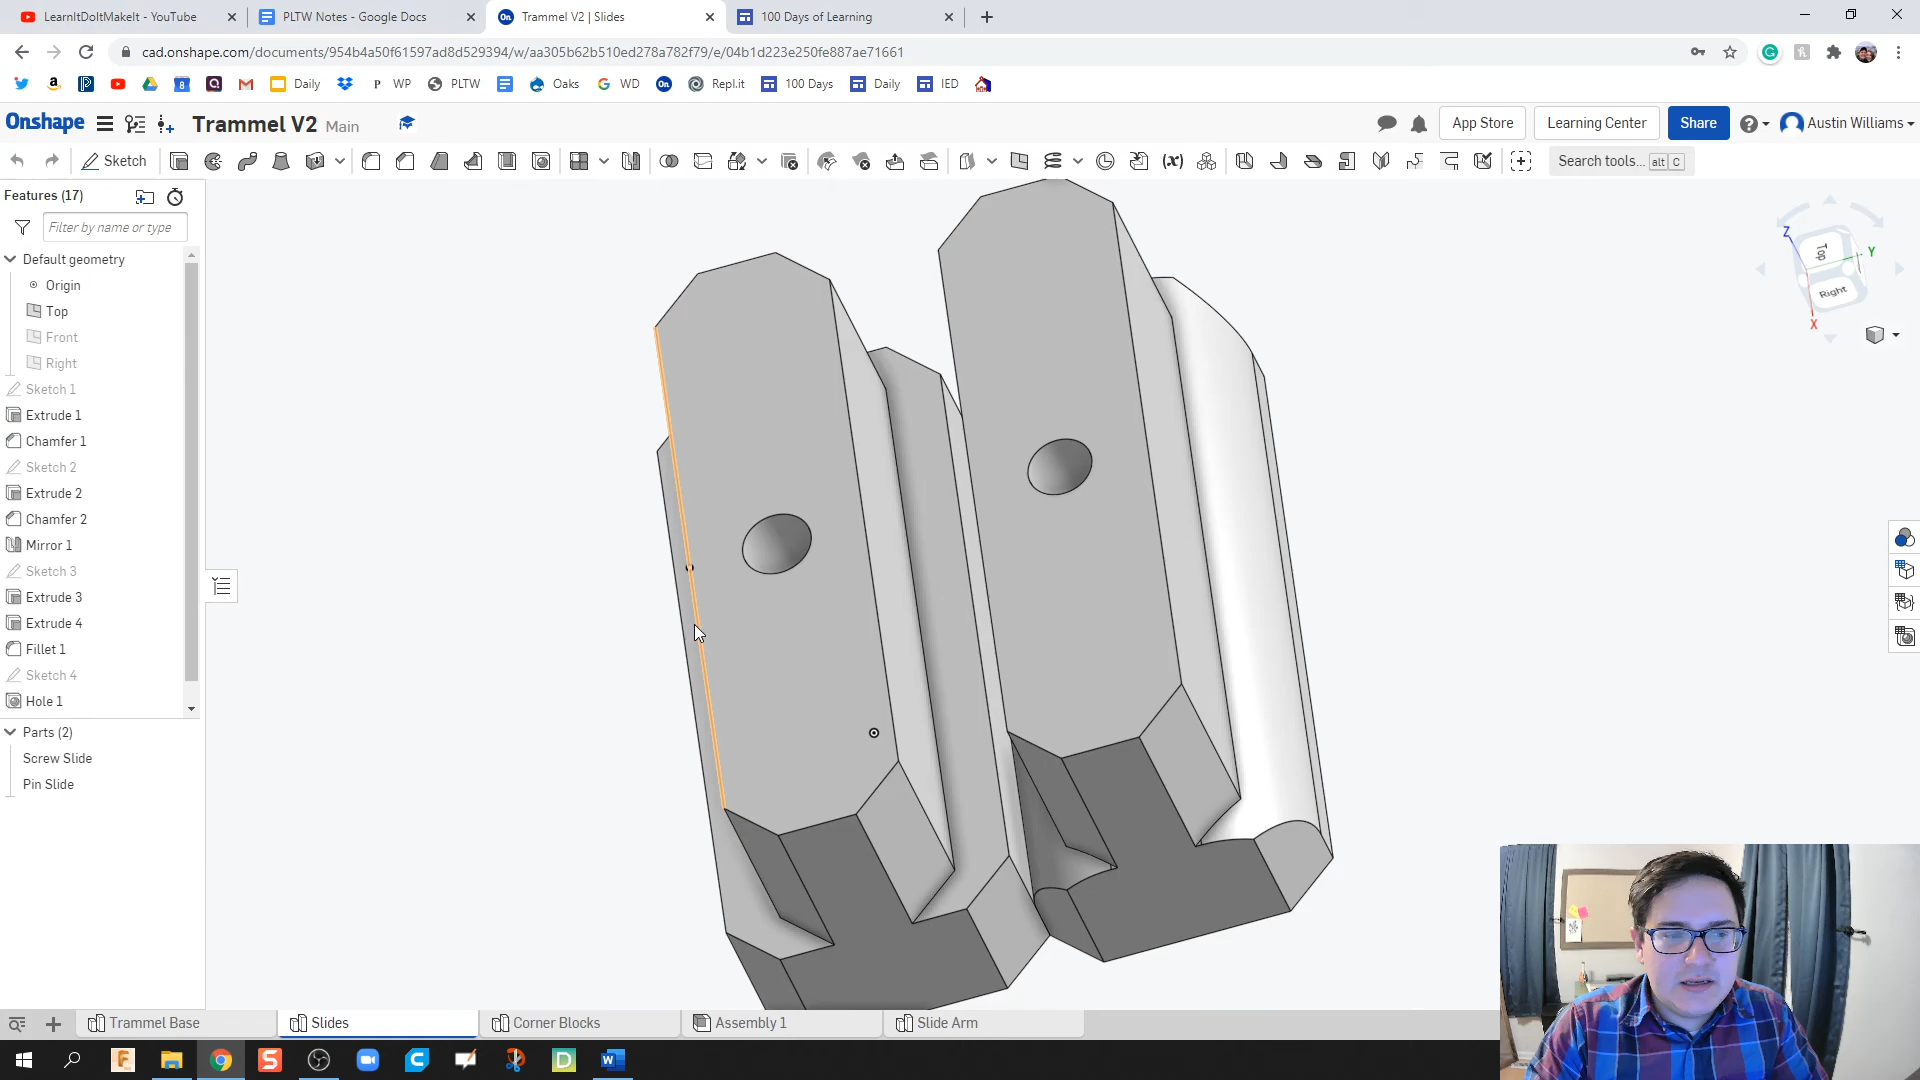 LearnItDoItMakeIt - YouTube
PLTW Notes - Google Docs
Trammel V2 | Slides
100 Days of Learning
cad.onshape.com/documents/954b4a50f61597ad8d529394/w/aa305b62b510ed278a782f79/e/04b1d223e250fe887ae71661
Daily
P WP
PLTW
Oaks
WD
Repl.it
100 Days
Daily
IED
Onshape
Trammel V2 Main
App Store
Learning Center
Share
Austin Williams
Sketch
Search tools... alt C
Features (17)
Filter by name or type
Default geometry
Origin
Top
Front
Right
Sketch 1
Extrude 1
Chamfer 1
Sketch 2
Extrude 2
Chamfer 2
Mirror 1
Sketch 3
Extrude 3
Extrude 4
Fillet 1
Sketch 4
Hole 1
Parts (2)
Screw Slide
Pin Slide
Z
Top
Y
Right
X
Trammel Base
Slides
Corner Blocks
Assembly 1
Slide Arm